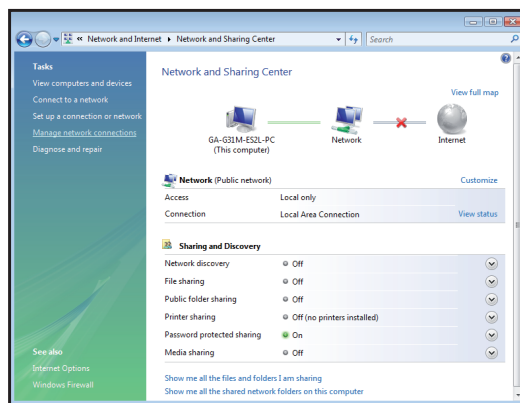 « Network and Internet ▸ Network and Sharing Center
Search
Tasks
View computers and devices
Connect to a network
Set up a connection or network
Manage network connections
Diagnose and repair
See also
Internet Options
Windows Firewall
Network and Sharing Center
View full map
GA-G31M-ES2L-PC
(This computer)
Network
Internet
Network (Public network)
Customize
Access Local only
Connection Local Area Connection View status
Sharing and Discovery
Network discovery Off
File sharing Off
Public folder sharing Off
Printer sharing Off (no printers installed)
Password protected sharing On
Media sharing Off
Show me all the files and folders I am sharing
Show me all the shared network folders on this computer